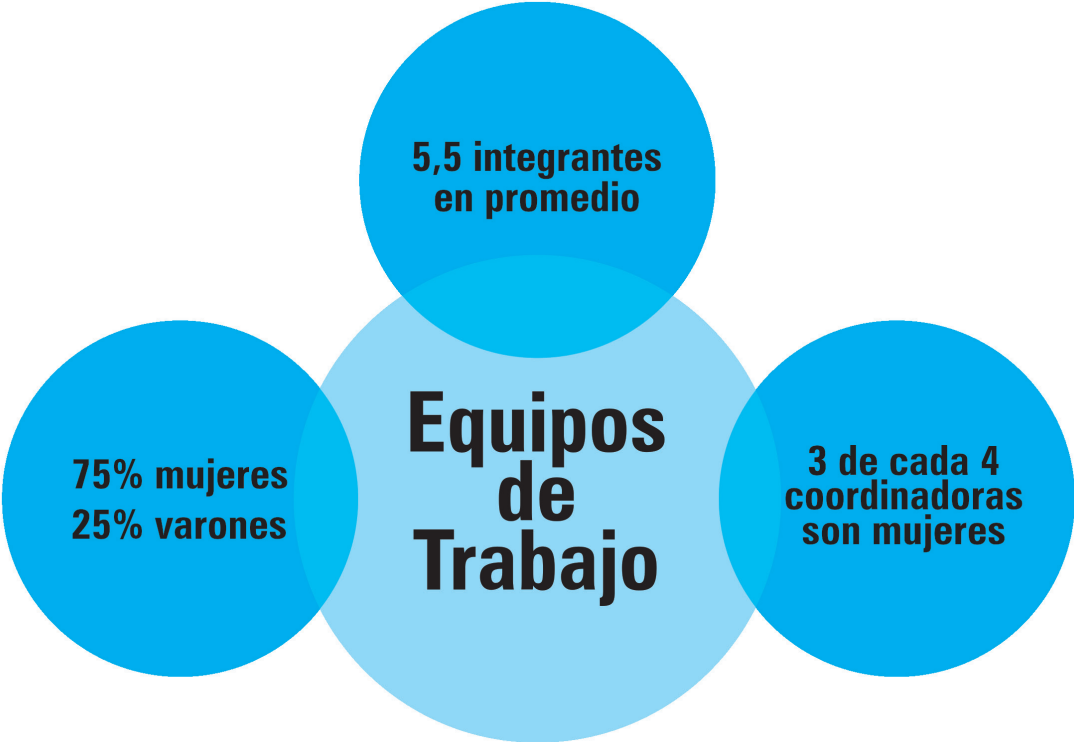 5,5 integrantes
en promedio
75% mujeres
25% varones
Equipos
de
Trabajo
3 de cada 4
coordinadoras
son mujeres